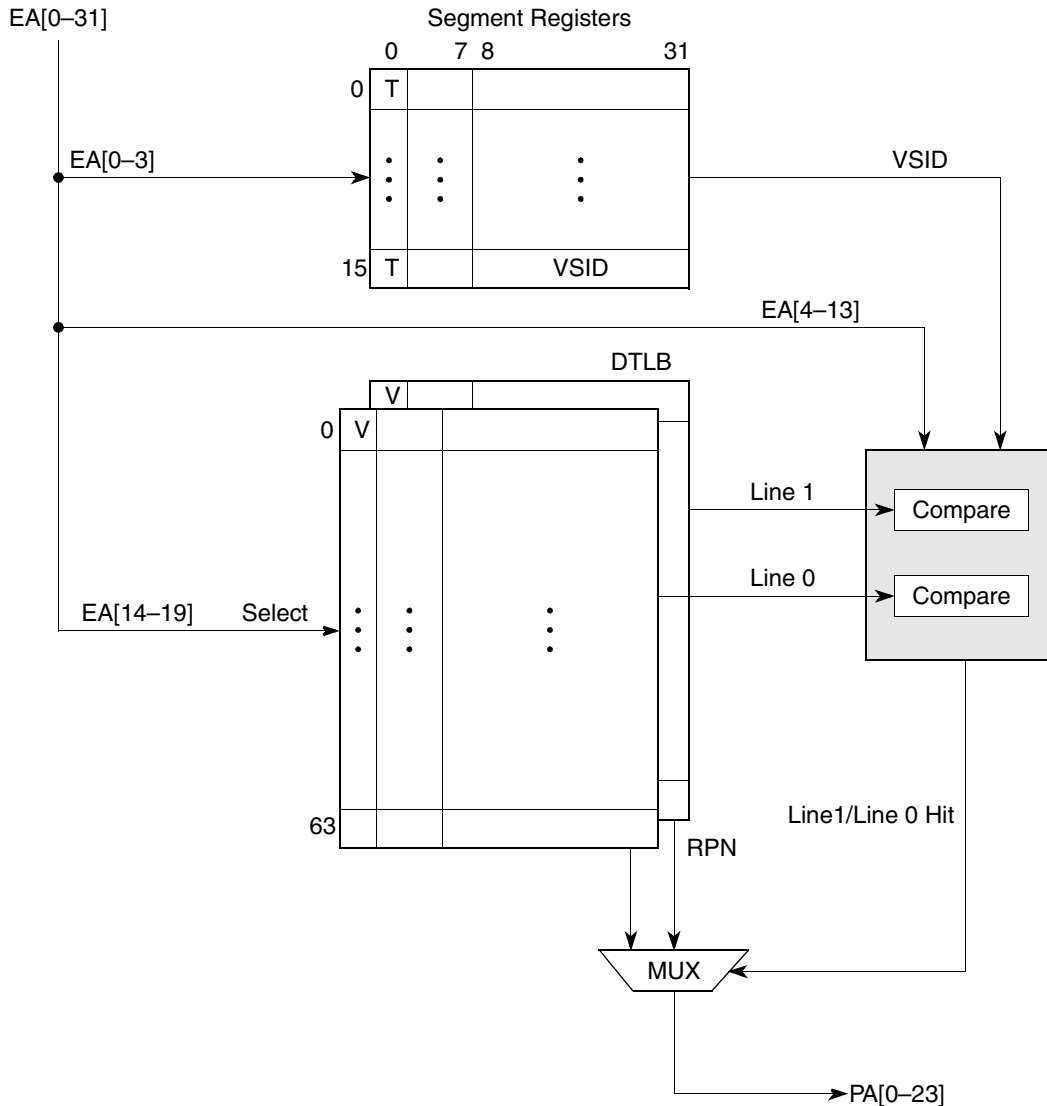 EA[0–31]
Segment Registers
0 7 8 31
0 T
EA[0–3]
VSID
15 T VSID
EA[4–13]
DTLB
V
0 V
Line 1
Compare
Line 0
Compare
EA[14–19] Select
63
Line1/Line 0 Hit
RPN
MUX
PA[0–23]